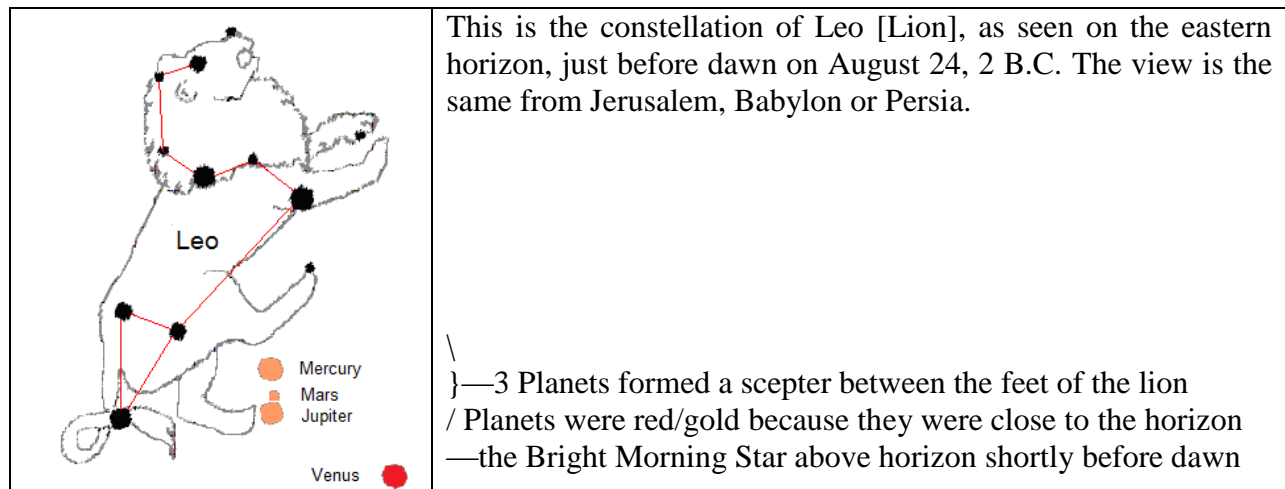 This is the constellation of Leo [Lion], as seen on the eastern
horizon, just before dawn on August 24, 2 B.C. The view is the
same from Jerusalem, Babylon or Persia.
Leo
\
Mercury
}—3 Planets formed a scepter between the feet of the lion
Mars
Jupiter
/ Planets were red/gold because they were close to the horizon
—the Bright Morning Star above horizon shortly before dawn
Venus